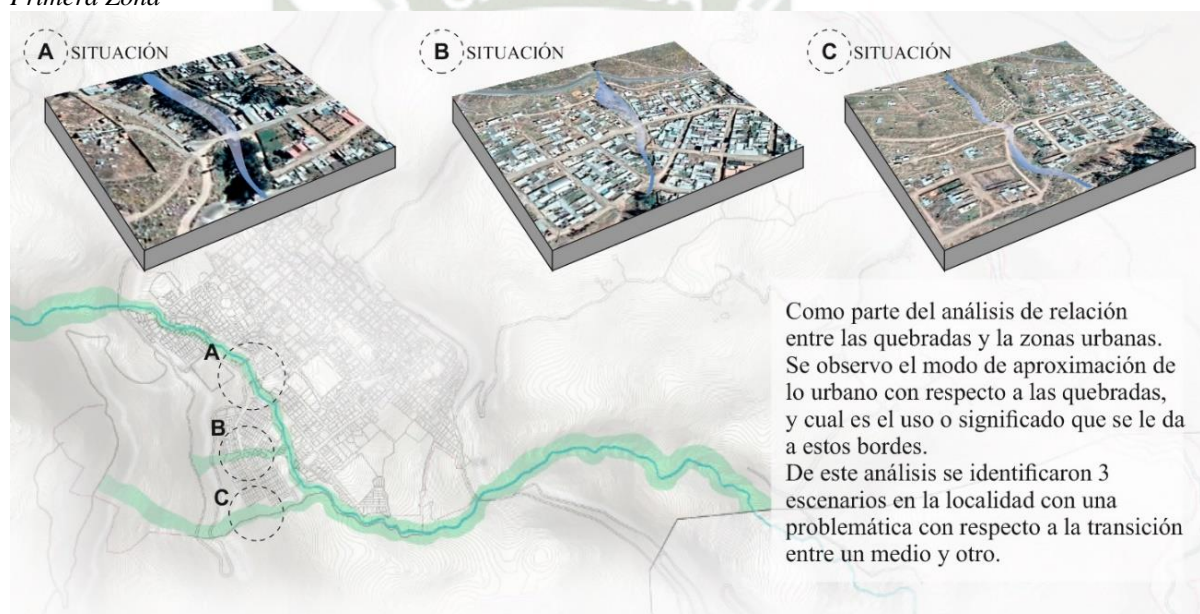 Primera Zona
A SITUACIÓN
B SITUACIÓN
C SITUACIÓN
A
B
C
Como parte del análisis de relación
entre las quebradas y la zonas urbanas.
Se observo el modo de aproximación de
lo urbano con respecto a las quebradas,
y cual es el uso o significado que se le da
a estos bordes.
De este análisis se identificaron 3
escenarios en la localidad con una
problemática con respecto a la transición
entre un medio y otro.